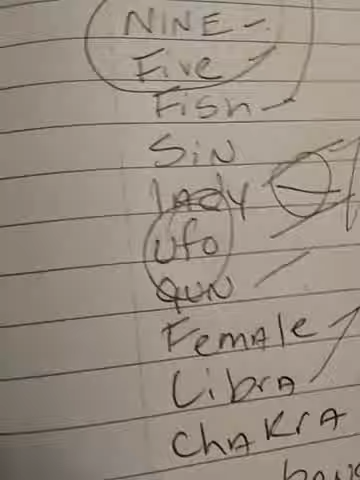 NINE -
Five
Fish
SiN
lady
ufo
GUN
Female
Libra
ChAKrA